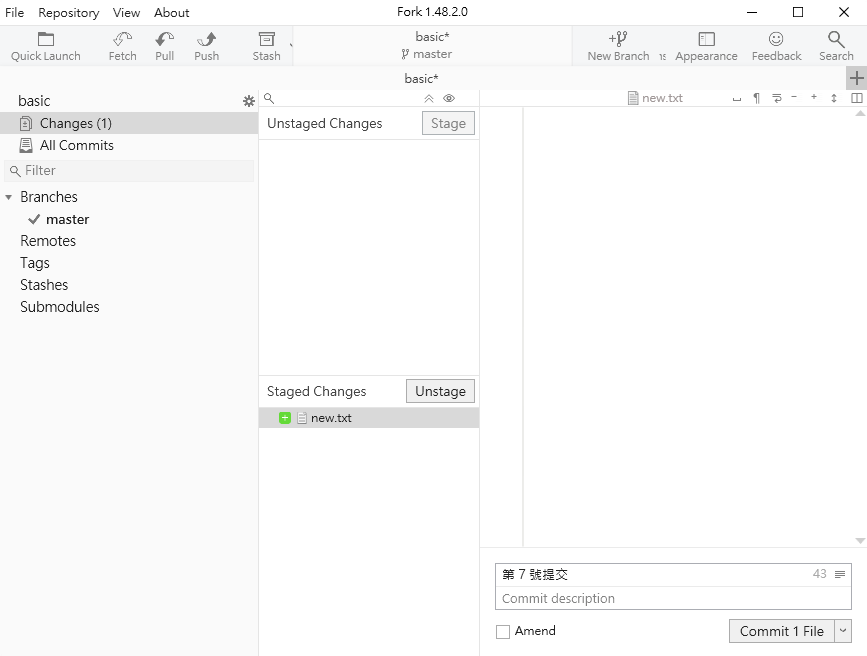 File Repository View About Fork 1.48.2.0
Quick Launch Fetch Pull Push Stash basic* master New Branch Appearance Feedback Search
basic*
basic
Changes (1)
All Commits
Filter
Branches
master
Remotes
Tags
Stashes
Submodules
Unstaged Changes Stage
Staged Changes Unstage
new.txt
new.txt
第 7 號提交 43
Commit description
Amend Commit 1 File